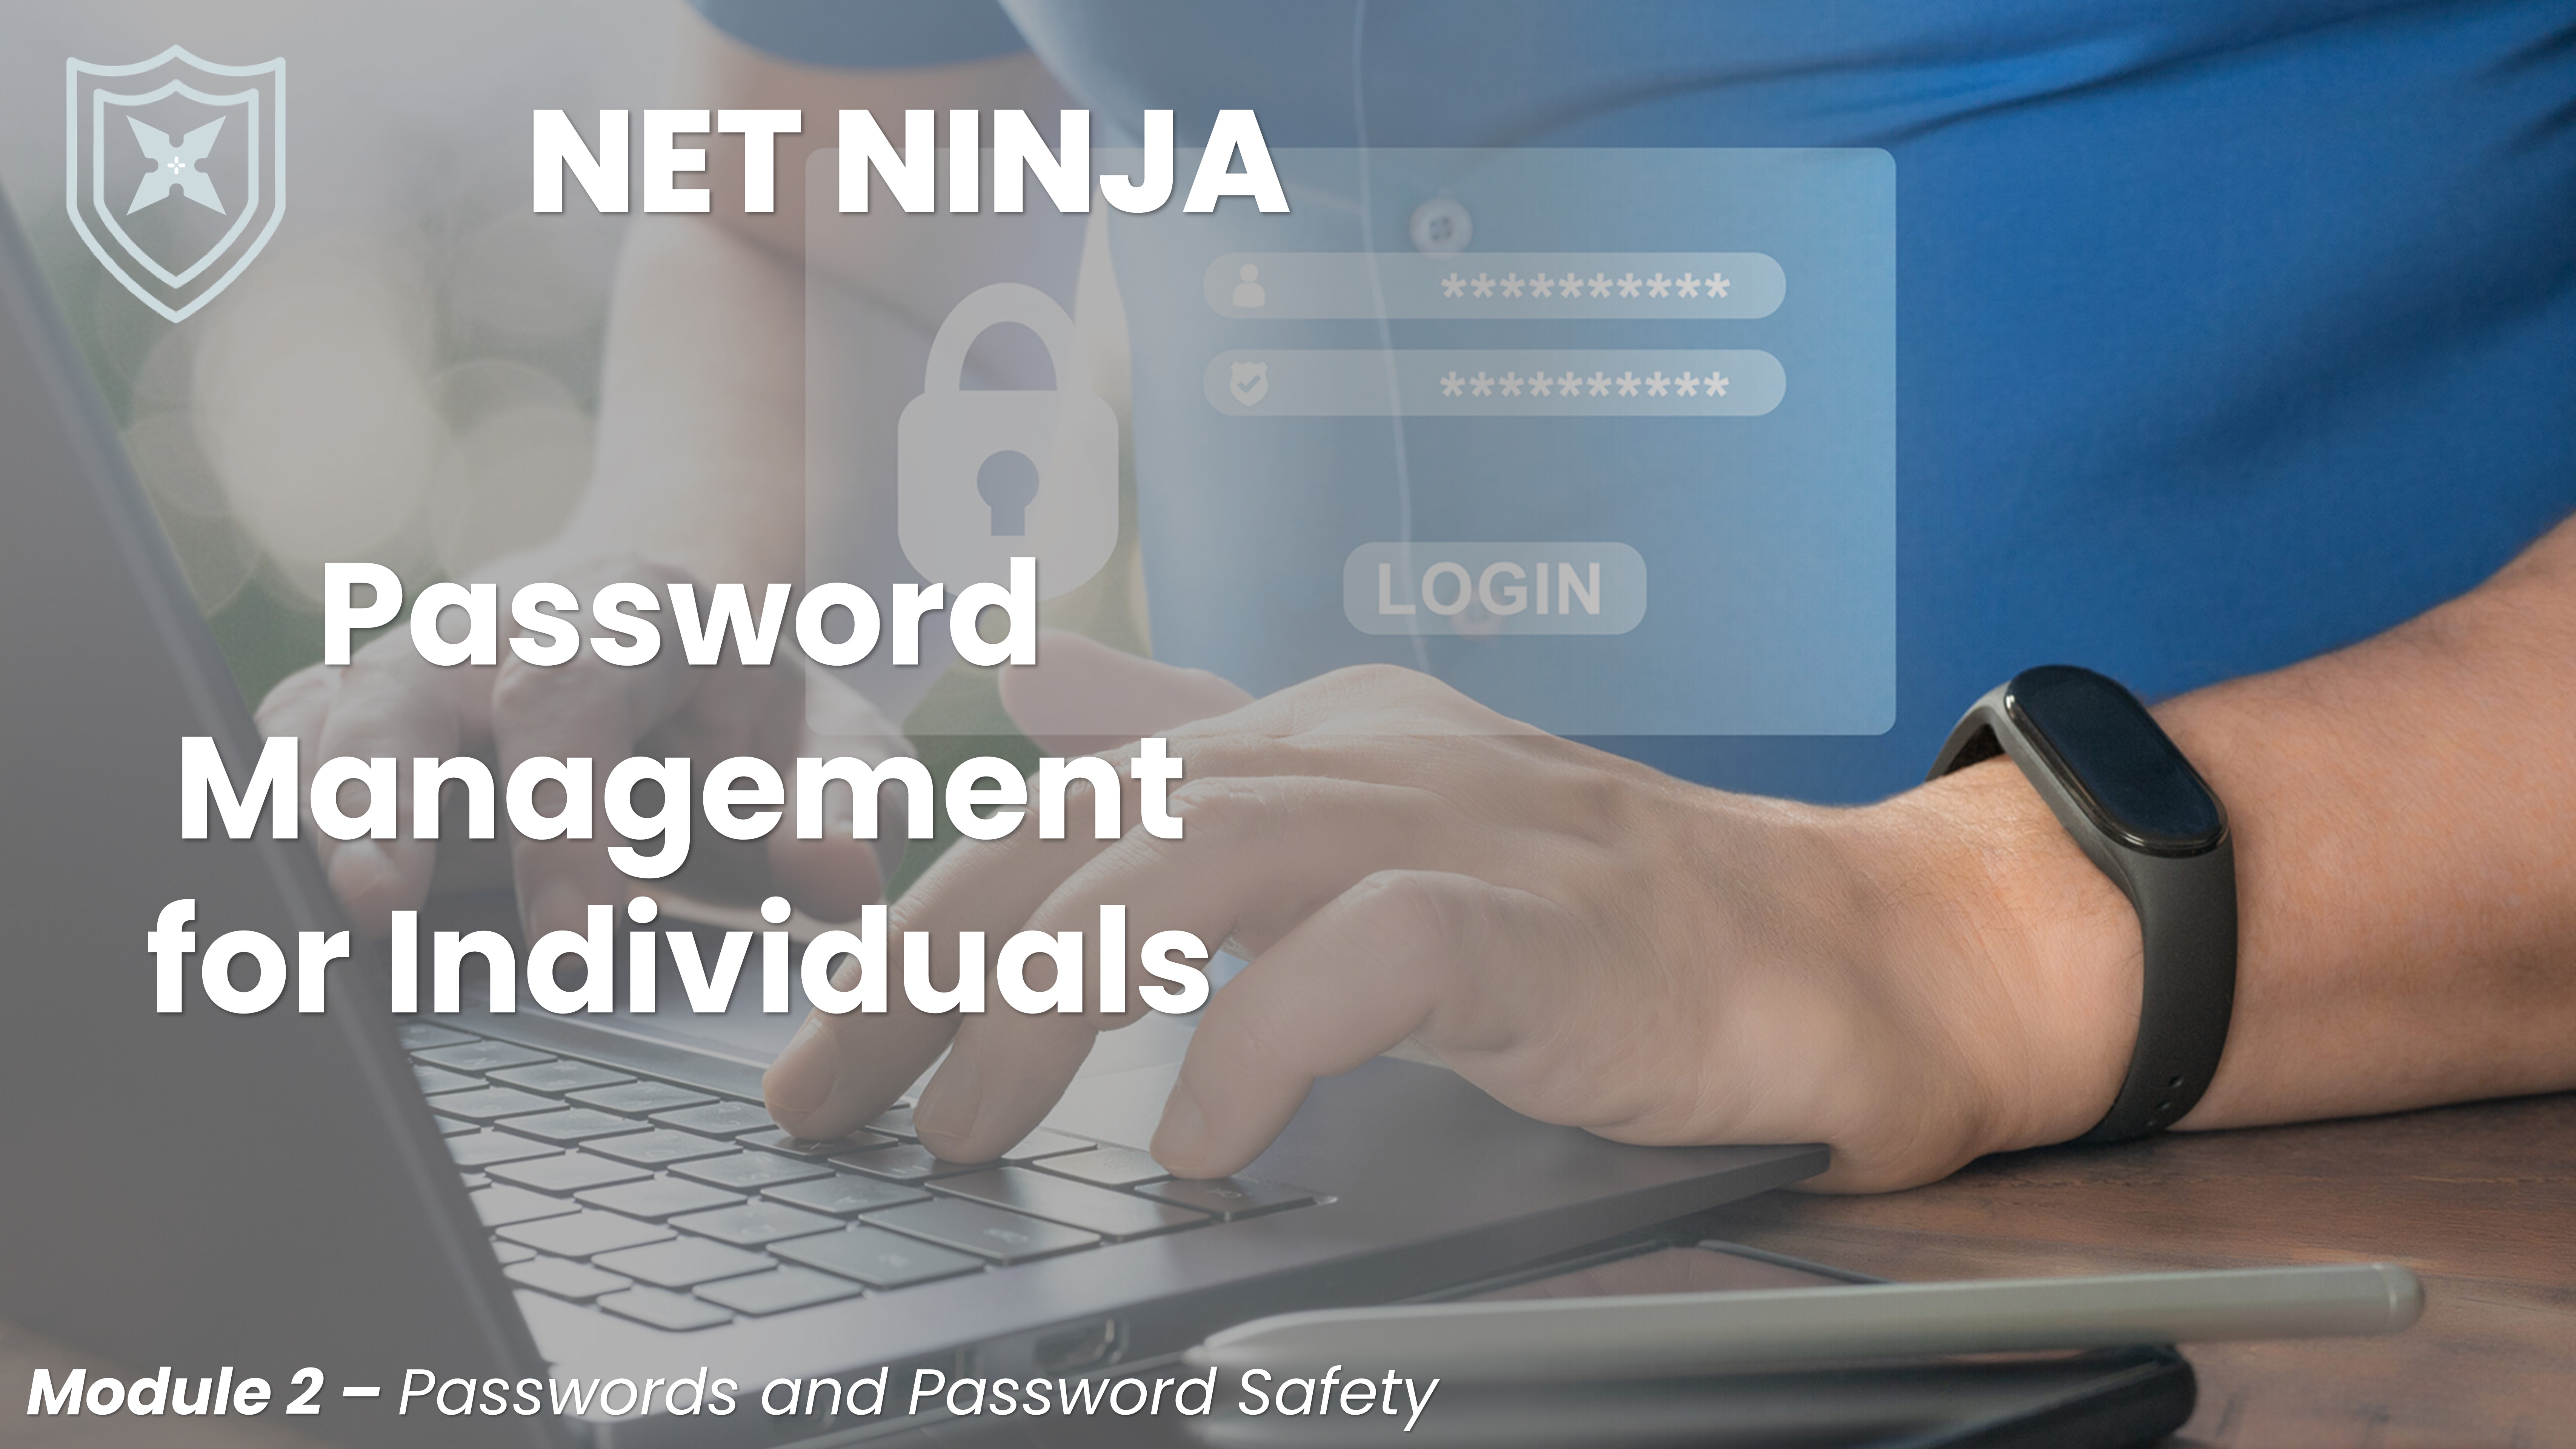 NET NINJA
**********
**********
LOGIN
Password
Management
for Individuals
Module 2 – Passwords and Password Safety